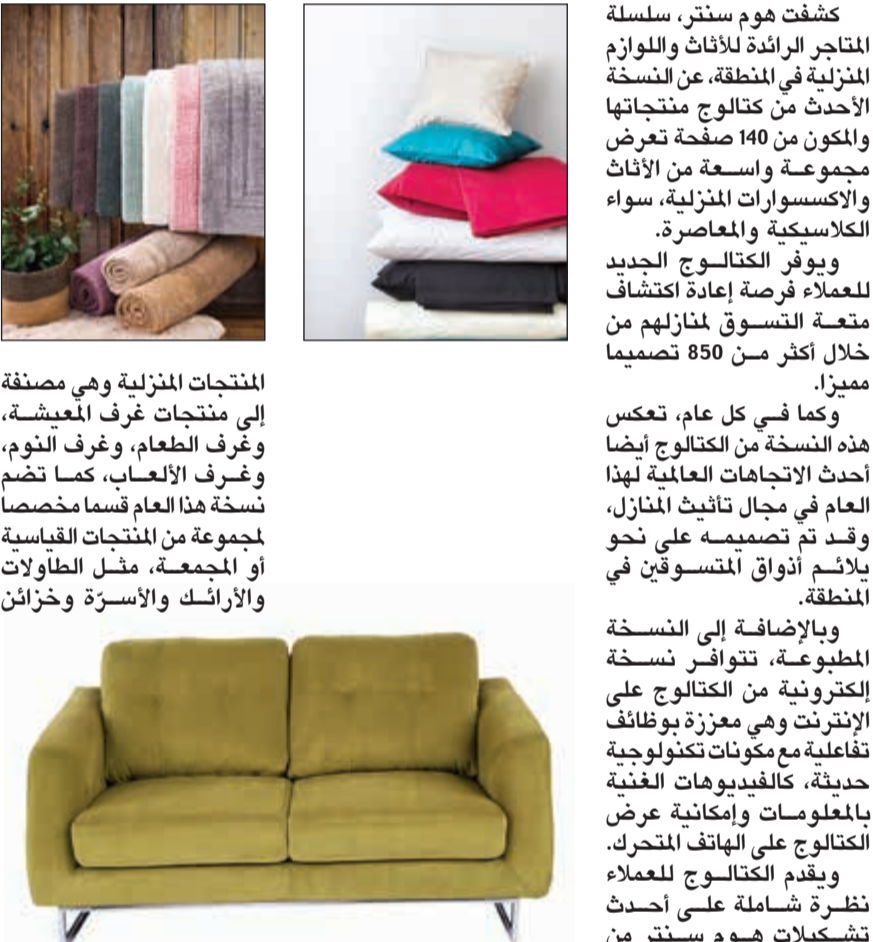 كشفت هوم سنتر، سلسلة
المتاجر الرائدة للأثاث واللوازم
المنزلية في المنطقة، عن النسخة
الأحدث من كتالوج منتجاتها
والمكون من 140 صفحة تعرض
مجموعة واسعة من الأثاث
والاكسسوارات المنزلية، سواء
الكلاسيكية والمعاصرة.
ويوفر الكتالوج الجديد
للعملاء فرصة إعادة اكتشاف
متعة التسوق لمنازلهم من
خلال أكثر من 850 تصميما
مميزا.
وكما في كل عام، تعكس
هذه النسخة من الكتالوج أيضا
أحدث الاتجاهات العالمية لهذا
العام في مجال تأثيث المنازل،
وقد تم تصميمه على نحو
يلائم أذواق المتسوقين في
المنطقة.
وبالإضافة إلى النسخة
المطبوعة، تتوافر نسخة
إلكترونية من الكتالوج على
الإنترنت وهي معززة بوظائف
تفاعلية مع مكونات تكنولوجية
حديثة، كالفيديوهات الغنية
بالمعلومات وإمكانية عرض
الكتالوج على الهاتف المتحرك.
ويقدم الكتالوج للعملاء
نظرة شاملة على أحدث
تشكيلات هوم سنتر من
المنتجات المنزلية وهي مصنفة
إلى منتجات غرف المعيشة،
وغرف الطعام، وغرف النوم،
وغرف الألعاب، كما تضم
نسخة هذا العام قسما مخصصا
لمجموعة من المنتجات القياسية
أو المجمعة، مثل الطاولات
والأرائك والأسرّة وخزائن